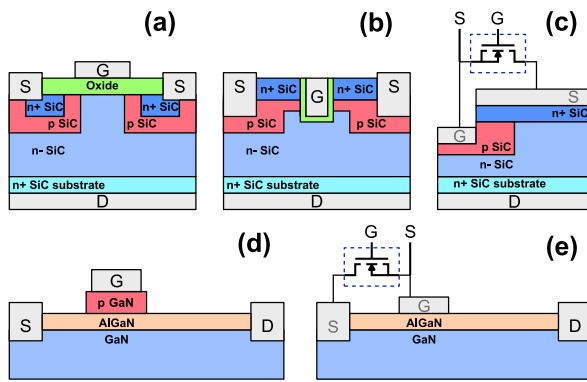 (a)
G
S
Oxide
S
n+ SiC
n+ SiC
p SiC
p SiC
n- SiC
n+ SiC substrate
D
(b)
S
n+ SiC
G
n+ SiC
S
p SiC
p SiC
n- SiC
n+ SiC substrate
D
(c)
S
G
S
n+ SiC
G
p SiC
n- SiC
n+ SiC substrate
D
(d)
G
p GaN
S
D
AlGaN
GaN
(e)
G
S
G
S
D
AlGaN
GaN